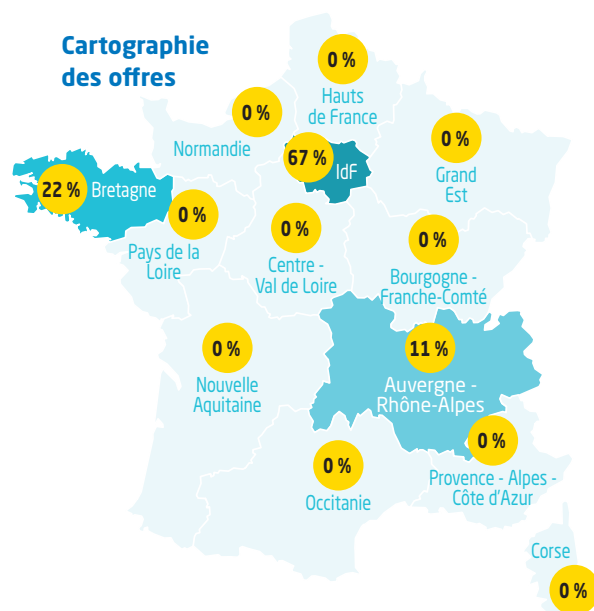 Cartographie
des offres
0 %
Hauts
de France
0 %
Normandie
67 %
IdF
0 %
Grand
Est
22 %
Bretagne
0 %
Pays de la
Loire
0 %
Centre -
Val de Loire
0 %
Bourgogne -
Franche-Comté
0 %
Nouvelle
Aquitaine
11 %
Auvergne -
Rhône-Alpes
0 %
Provence - Alpes -
Côte d'Azur
0 %
Occitanie
Corse
0 %